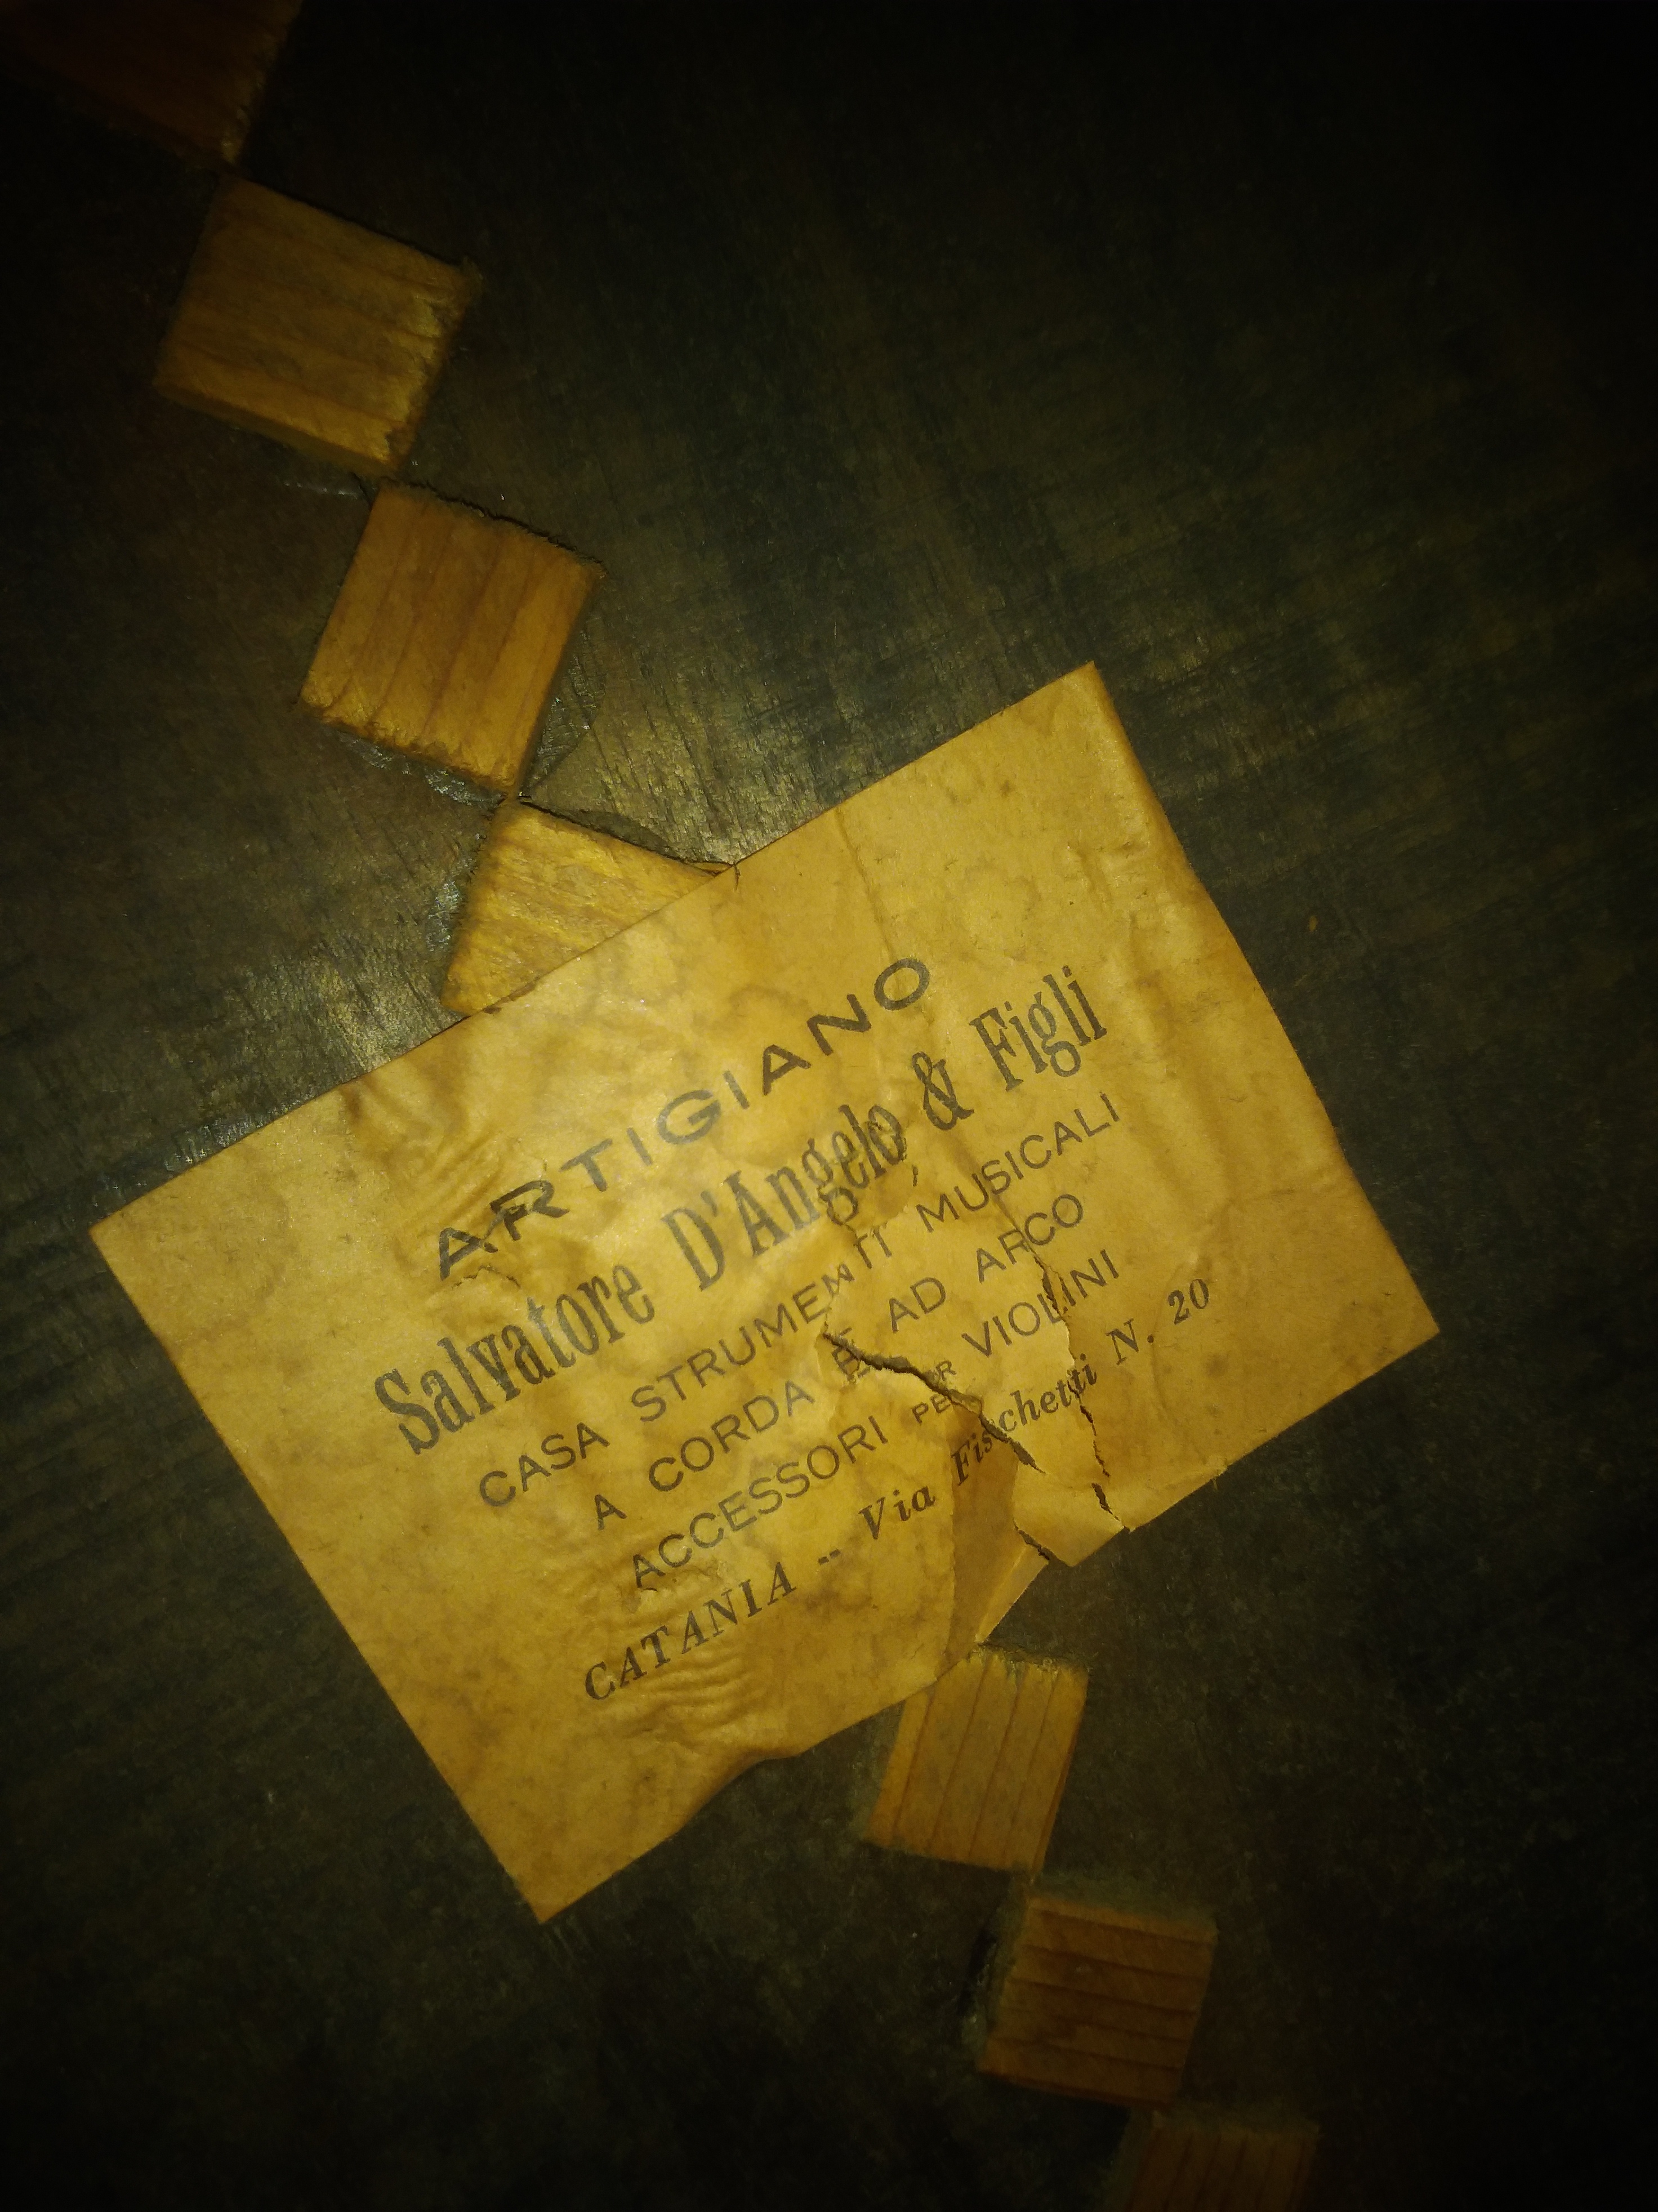 ARTIGIANO
Salvatore D'Angelo & Figli
CASA STRUMENTI MUSICALI
A CORDA E AD ARCO
ACCESSORI PER VIOLINI
CATANIA -- Via Fischetti N. 20